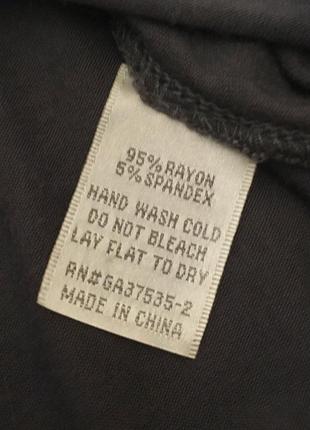 95% RAYON
5% SPANDEX
HAND WASH COLD
DO NOT BLEACH
LAY FLAT TO DRY
RN#GA37535-2
MADE IN CHINA